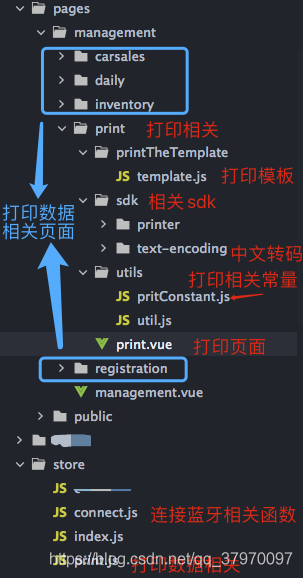 pages
management
carsales
daily
inventory
print 打印相关
printTheTemplate
JS template.js 打印模板
sdk 相关sdk
打印数据
相关页面
printer
text-encoding 中文转码
utils 打印相关常量
JS pritConstant.js
JS util.js
print.vue 打印页面
registration
management.vue
public
store
JS
JS connect.js 连接蓝牙相关函数
JS index.js
https://blog.csdn.net/qq_37970097
JS print.js 打印数据相关